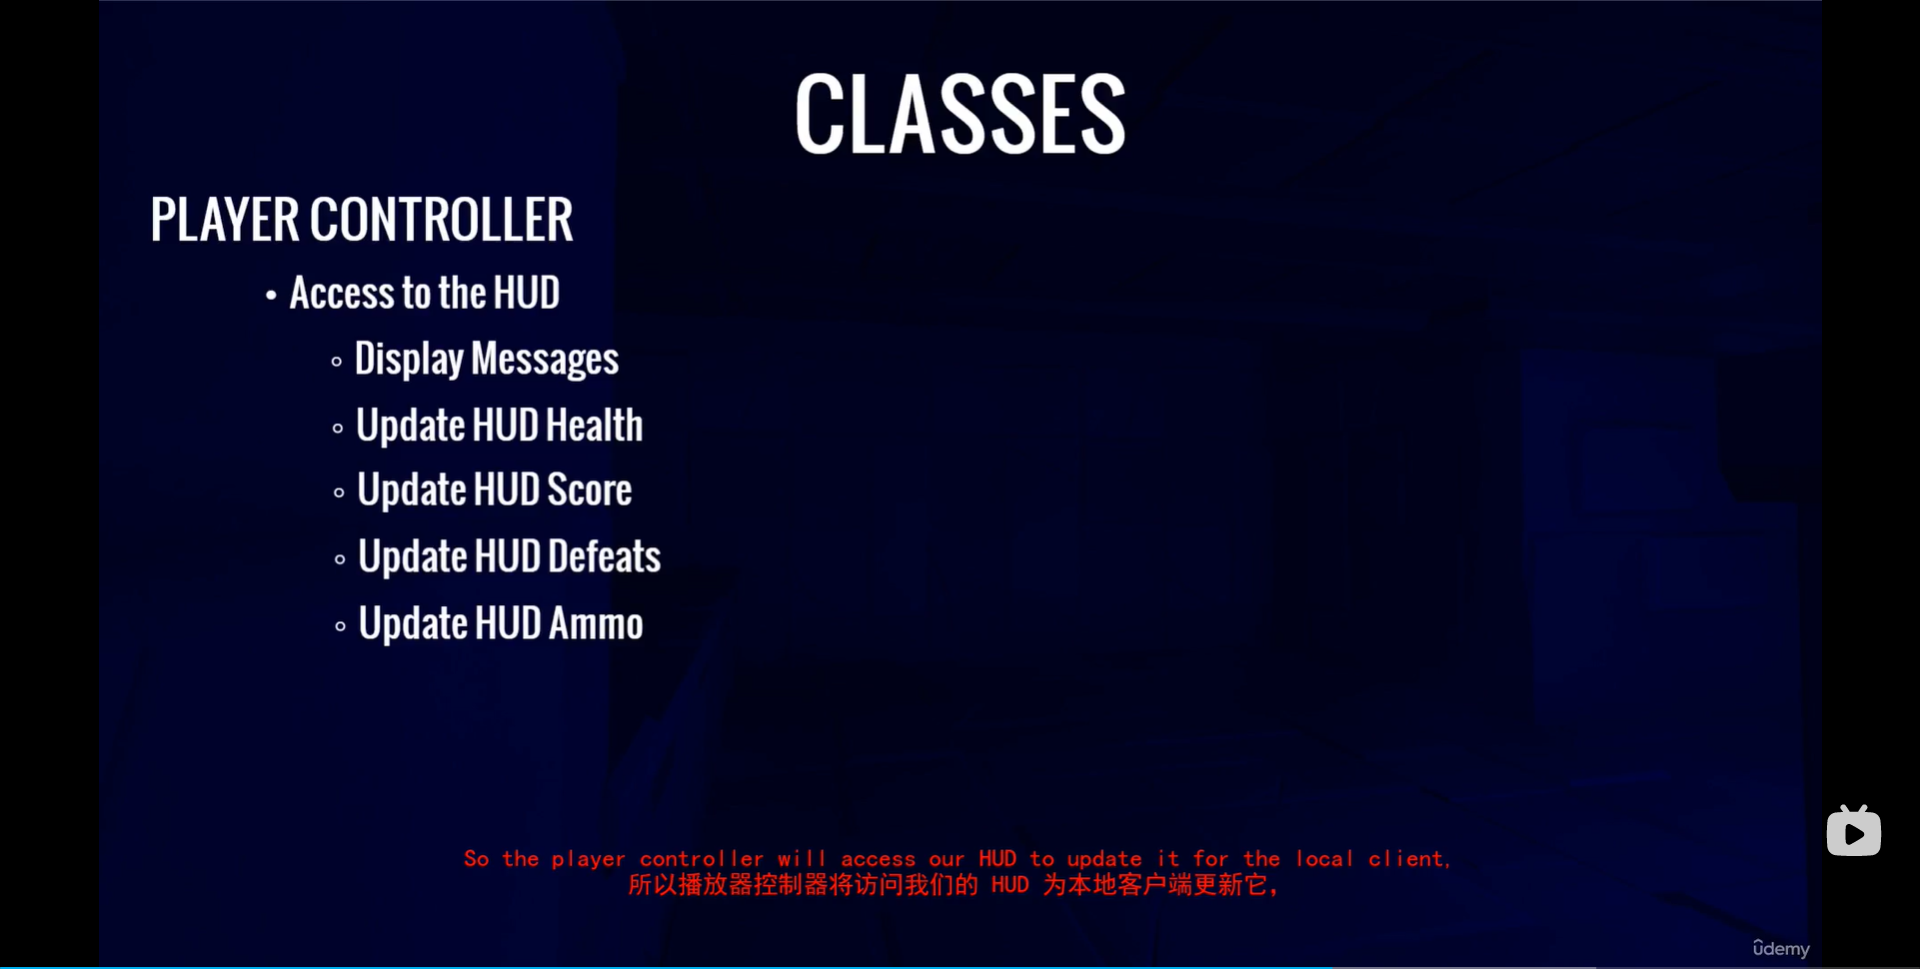 CLASSES
PLAYER CONTROLLER
• Access to the HUD
◦ Display Messages
◦ Update HUD Health
◦ Update HUD Score
◦ Update HUD Defeats
◦ Update HUD Ammo
So the player controller will access our HUD to update it for the local client,
所以播放器控制器将访问我们的 HUD 为本地客户端更新它，
ûdemy